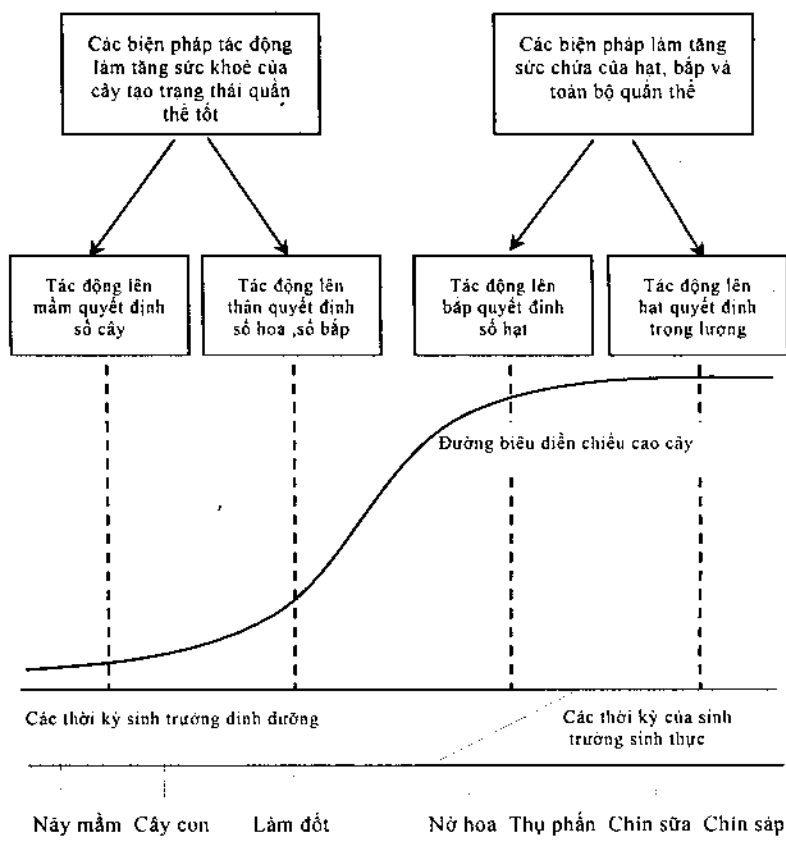 Các biện pháp tác động
làm tăng sức khoẻ của
cây tạo trạng thái quần
thể tốt
Các biện pháp làm tăng
sức chứa của hạt, bắp và
toàn bộ quần thể
Tác động lên
mầm quyết định
số cây
Tác động lên
thân quyết định
số hoa ,số bắp
Tác động lên
bắp quyết đinh
số hạt
Tác động lên
hạt quyết định
trọng lượng
Đường biểu diễn chiều cao cây
Các thời kỳ sinh trưởng dinh dưỡng
Các thời kỳ của sinh
trưởng sinh thực
Nảy mầm Cây con Làm đốt Nở hoa Thụ phấn Chín sữa Chín sáp